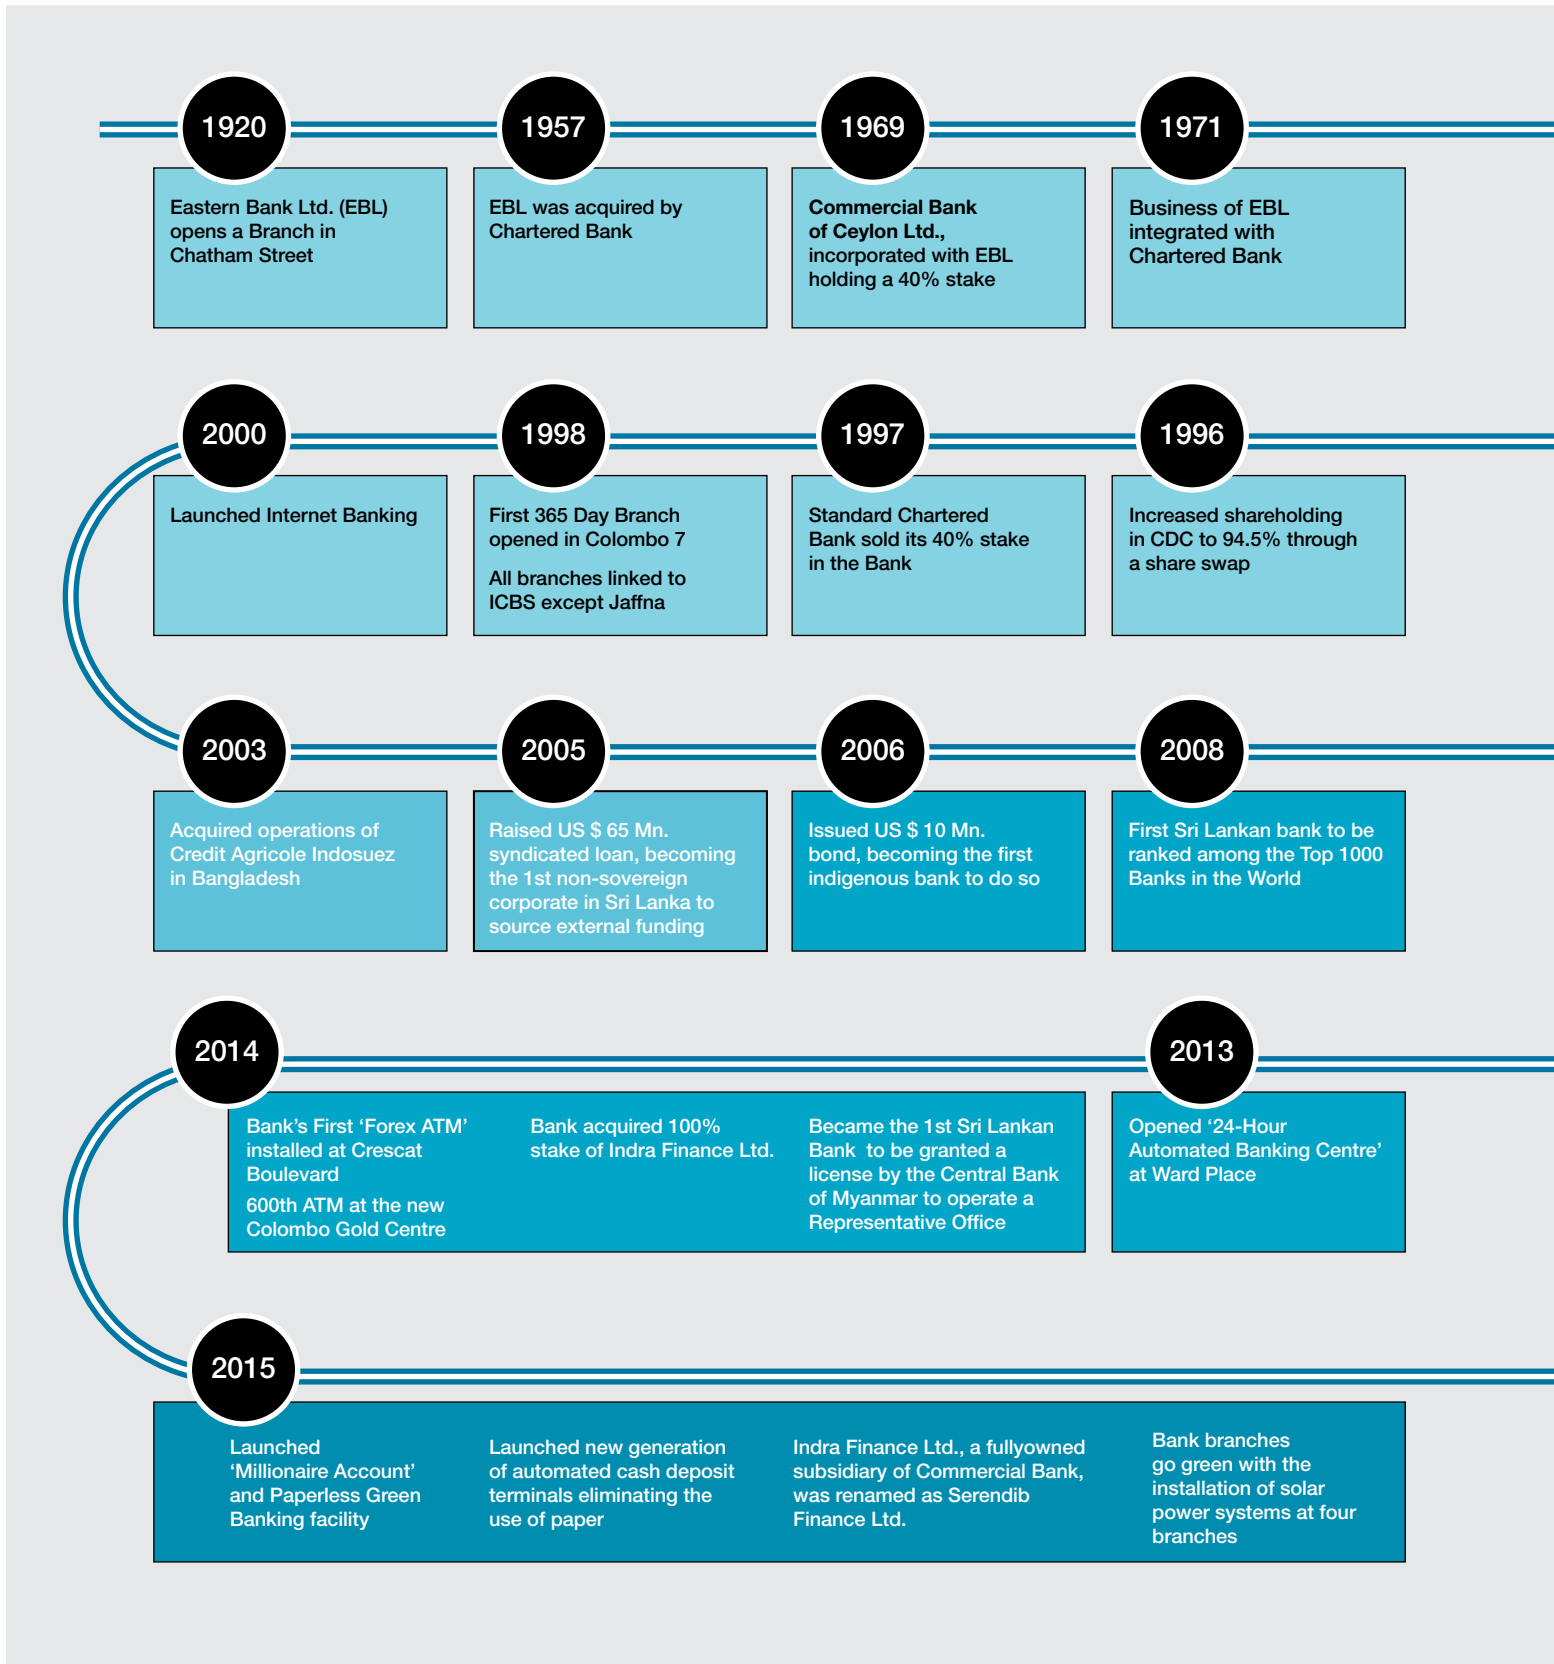 1920
Eastern Bank Ltd. (EBL)
opens a Branch in
Chatham Street
1957
EBL was acquired by
Chartered Bank
1969
Commercial Bank
of Ceylon Ltd.,
incorporated with EBL
holding a 40% stake
1971
Business of EBL
integrated with
Chartered Bank
2000
Launched Internet Banking
1998
First 365 Day Branch
opened in Colombo 7
All branches linked to
ICBS except Jaffna
1997
Standard Chartered
Bank sold its 40% stake
in the Bank
1996
Increased shareholding
in CDC to 94.5% through
a share swap
2003
Acquired operations of
Credit Agricole Indosuez
in Bangladesh
2005
Raised US $ 65 Mn.
syndicated loan, becoming
the 1st non-sovereign
corporate in Sri Lanka to
source external funding
2006
Issued US $ 10 Mn.
bond, becoming the first
indigenous bank to do so
2008
First Sri Lankan bank to be
ranked among the Top 1000
Banks in the World
2014
Bank's First ‘Forex ATM’
installed at Crescat
Boulevard
600th ATM at the new
Colombo Gold Centre
Bank acquired 100%
stake of Indra Finance Ltd.
Became the 1st Sri Lankan
Bank to be granted a
license by the Central Bank
of Myanmar to operate a
Representative Office
2013
Opened ‘24-Hour
Automated Banking Centre’
at Ward Place
2015
Launched
‘Millionaire Account’
and Paperless Green
Banking facility
Launched new generation
of automated cash deposit
terminals eliminating the
use of paper
Indra Finance Ltd., a fullyowned
subsidiary of Commercial Bank,
was renamed as Serendib
Finance Ltd.
Bank branches
go green with the
installation of solar
power systems at four
branches